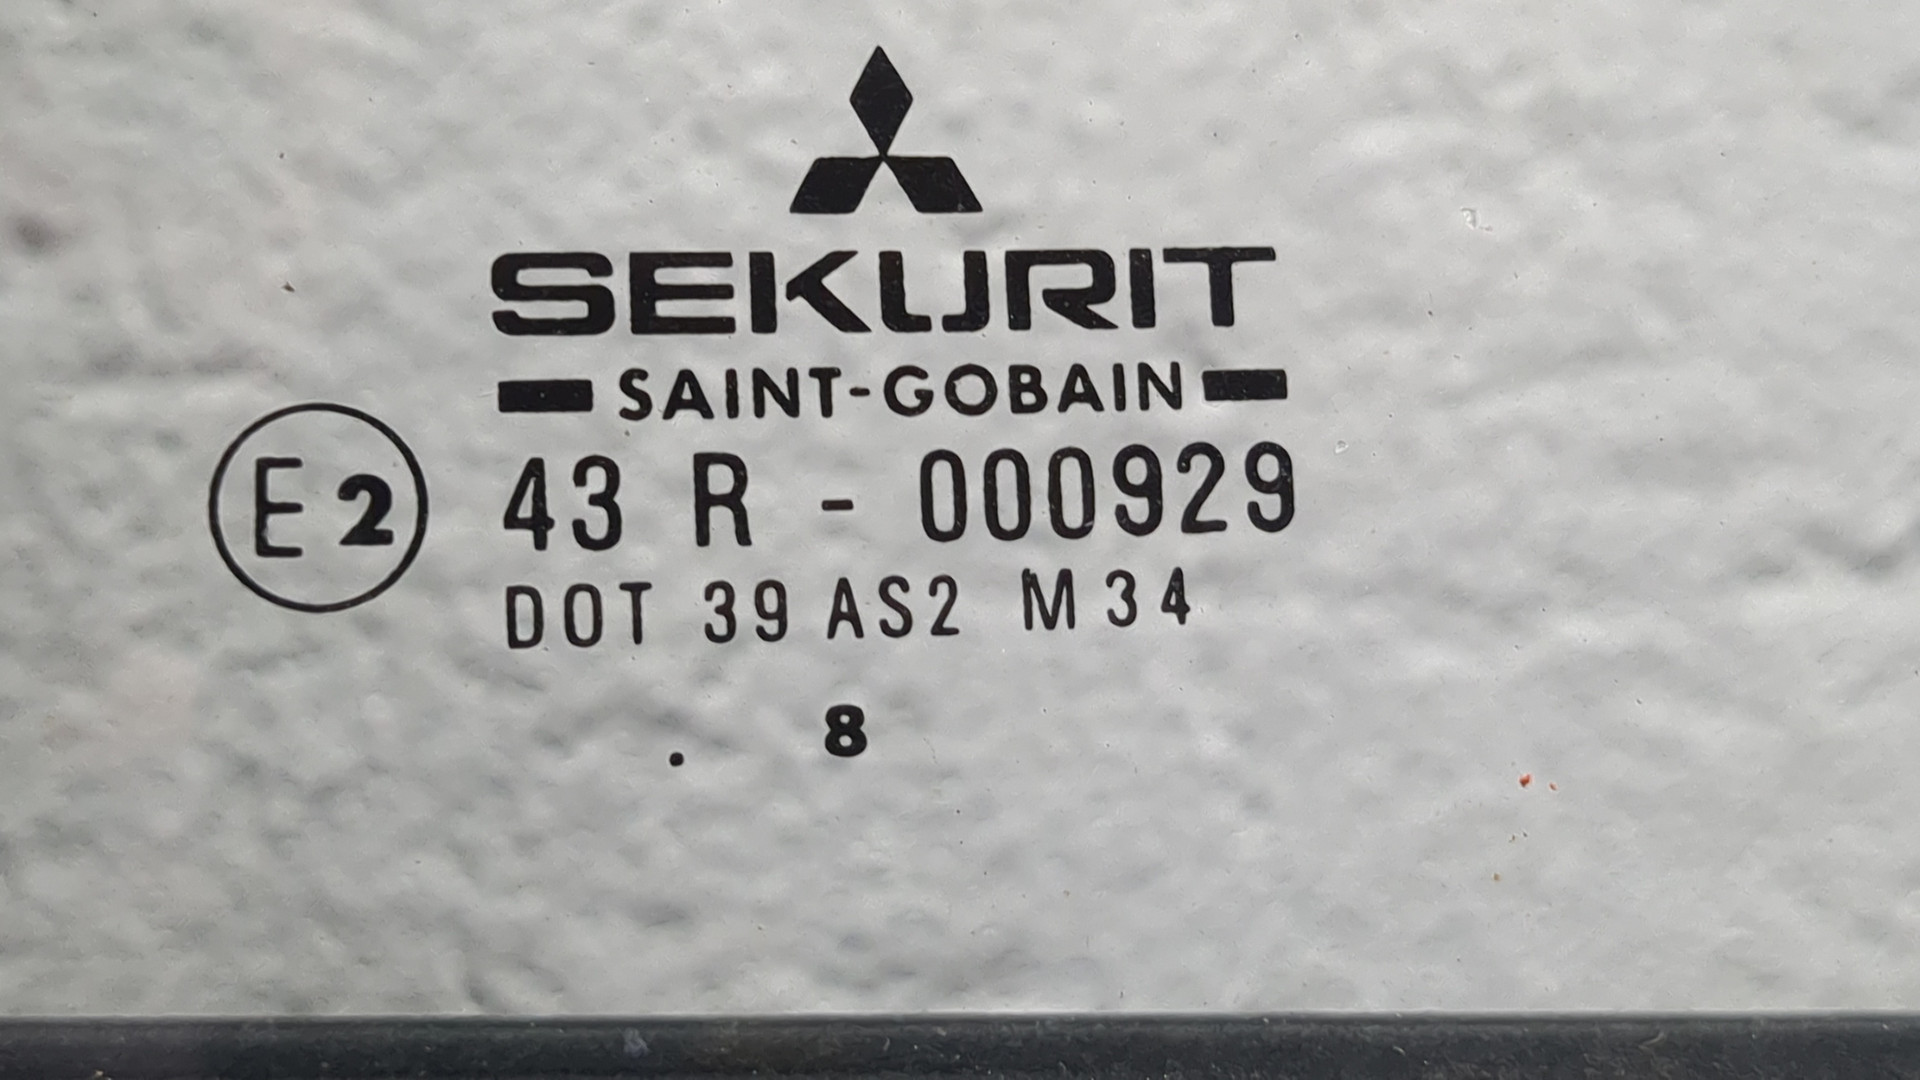 SEKURIT
SAINT-GOBAIN
E2 43 R - 000929
DOT 39 AS2 M34
. 8